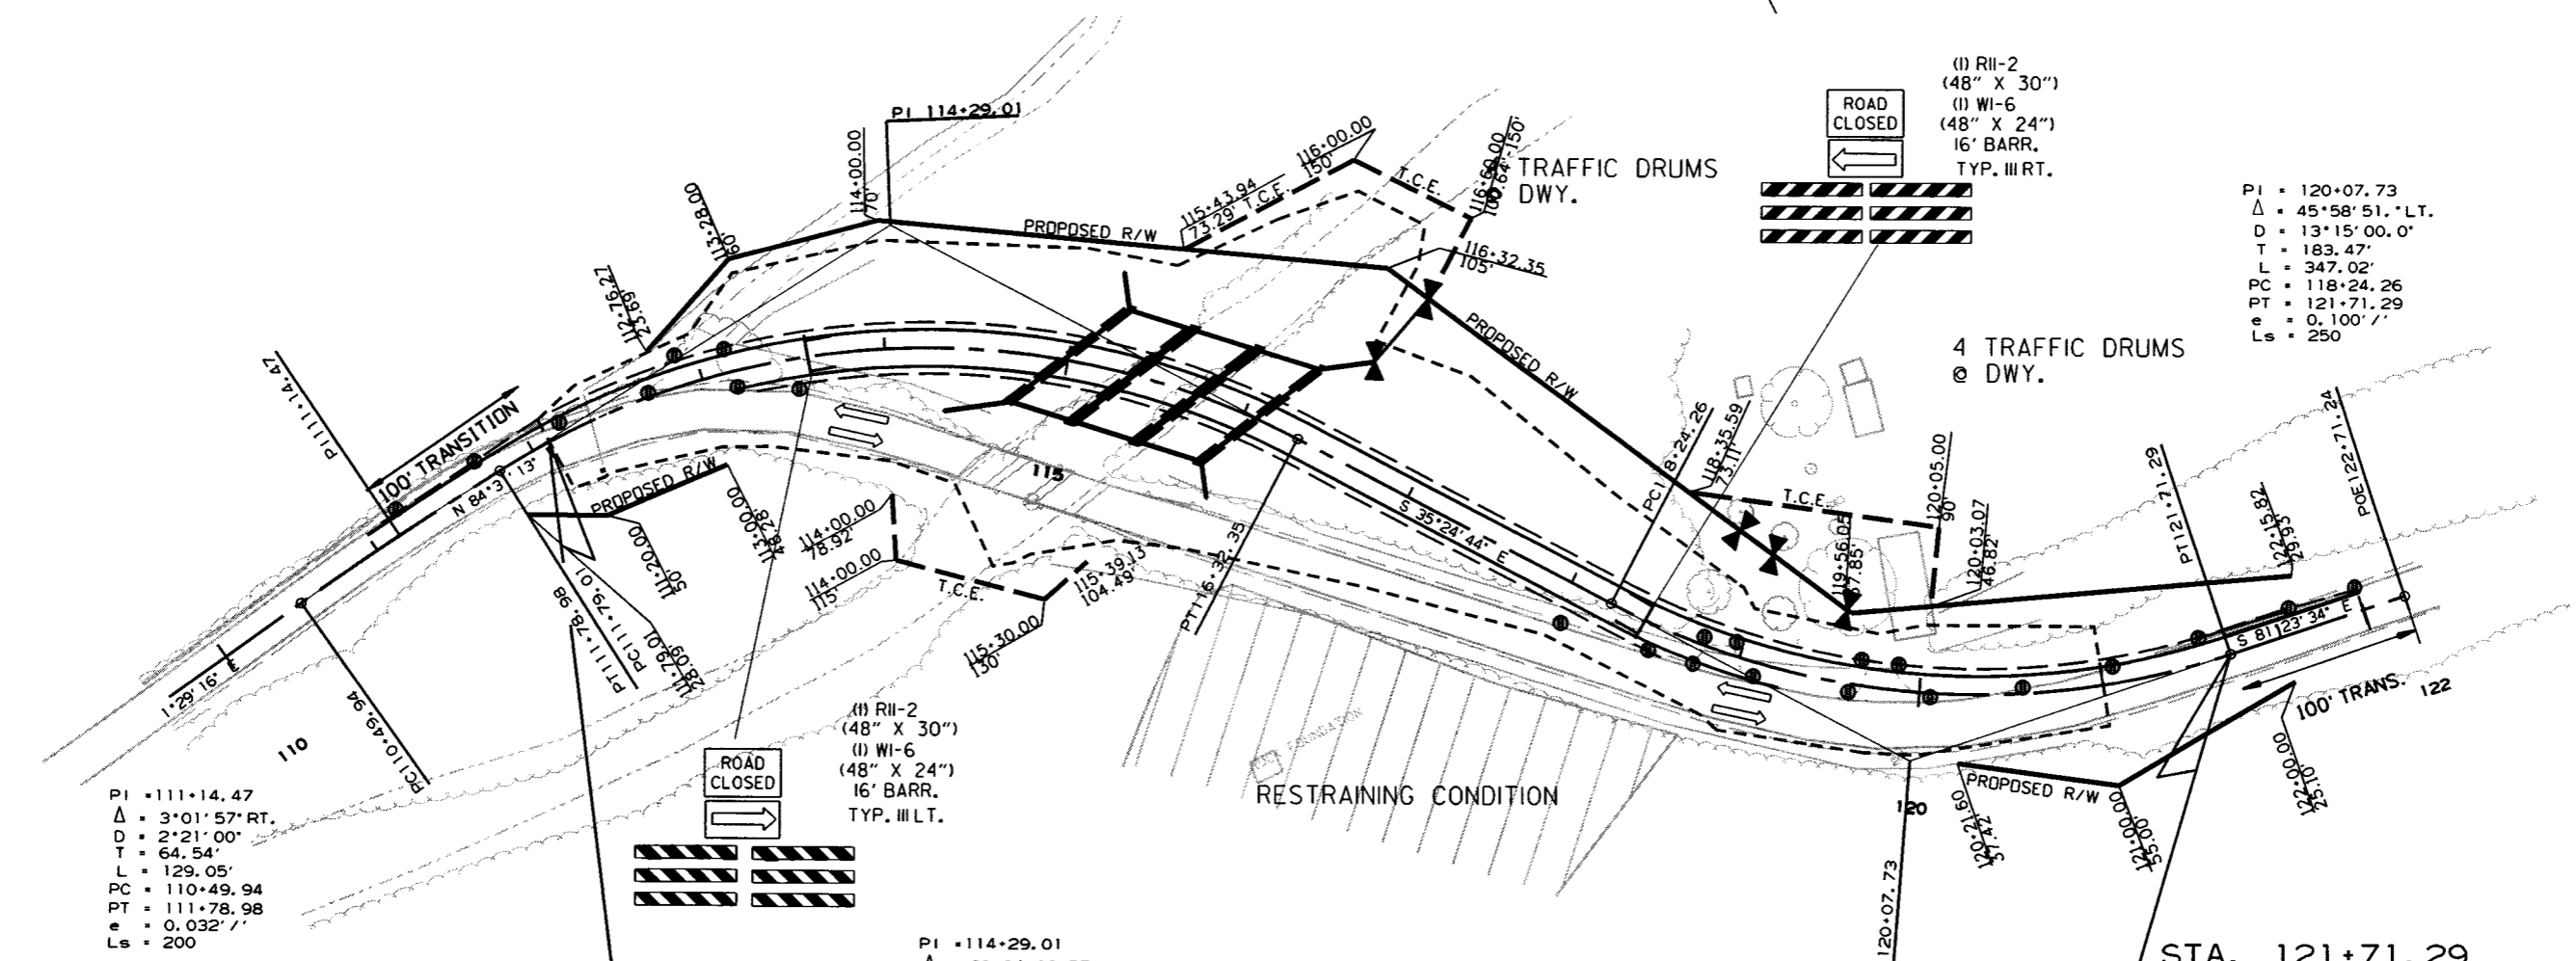 PI 114+29.01
114+00.00
70'
113+28.00
60'
112+76.27
23.69'
PROPOSED R/W
115+43.94
73.29' T.C.E.
116+00.00
150'
T.C.E.
116+60.00
100.64'-150'
TRAFFIC DRUMS
DWY.
116+32.35
105'
PROPOSED R/W
ROAD
CLOSED
(1) R11-2
(48" X 30")
(1) W1-6
(48" X 24")
16' BARR.
TYP. III RT.
PI = 120+07.73
Δ = 45°58'51."LT.
D = 13°15'00.0"
T = 183.47'
L = 347.02'
PC = 118+24.26
PT = 121+71.29
e = 0.100'/'
Ls = 250
4 TRAFFIC DRUMS
@ DWY.
PI 111+14.47
100' TRANSITION
PROPOSED R/W
113+00.00
48.28'
111+20.00
50'
PT 111+78.98
PC 111+79.01
111+79.01
28.09'
1°29'16"
PC 110+49.94
110
114+00.00
78.92'
114+00.00
115'
T.C.E.
115+30.00
130'
115+39.13
104.49'
115
PT 116+32.35
S 35°24'44" E
PC 118+24.26
118+35.59
73.11'
T.C.E.
119+56.05
37.85'
120+05.00
90'
120+03.07
46.82'
PT 121+71.29
122+15.82
29.93'
POE 122+71.24
S 81°23'34" E
100' TRANS.
122
122+00.00
25.10'
PROPOSED R/W
120+21.60
37.42'
121+00.00
55.00'
120
120+07.73
FOUNDATION
RESTRAINING CONDITION
ROAD
CLOSED
(1) R11-2
(48" X 30")
(1) W1-6
(48" X 24")
16' BARR.
TYP. III LT.
PI =111+14.47
Δ = 3°01'57"RT.
D = 2°21'00"
T = 64.54'
L = 129.05'
PC = 110+49.94
PT = 111+78.98
e = 0.032'/'
Ls = 200
PI =114+29.01
STA. 121+71.29